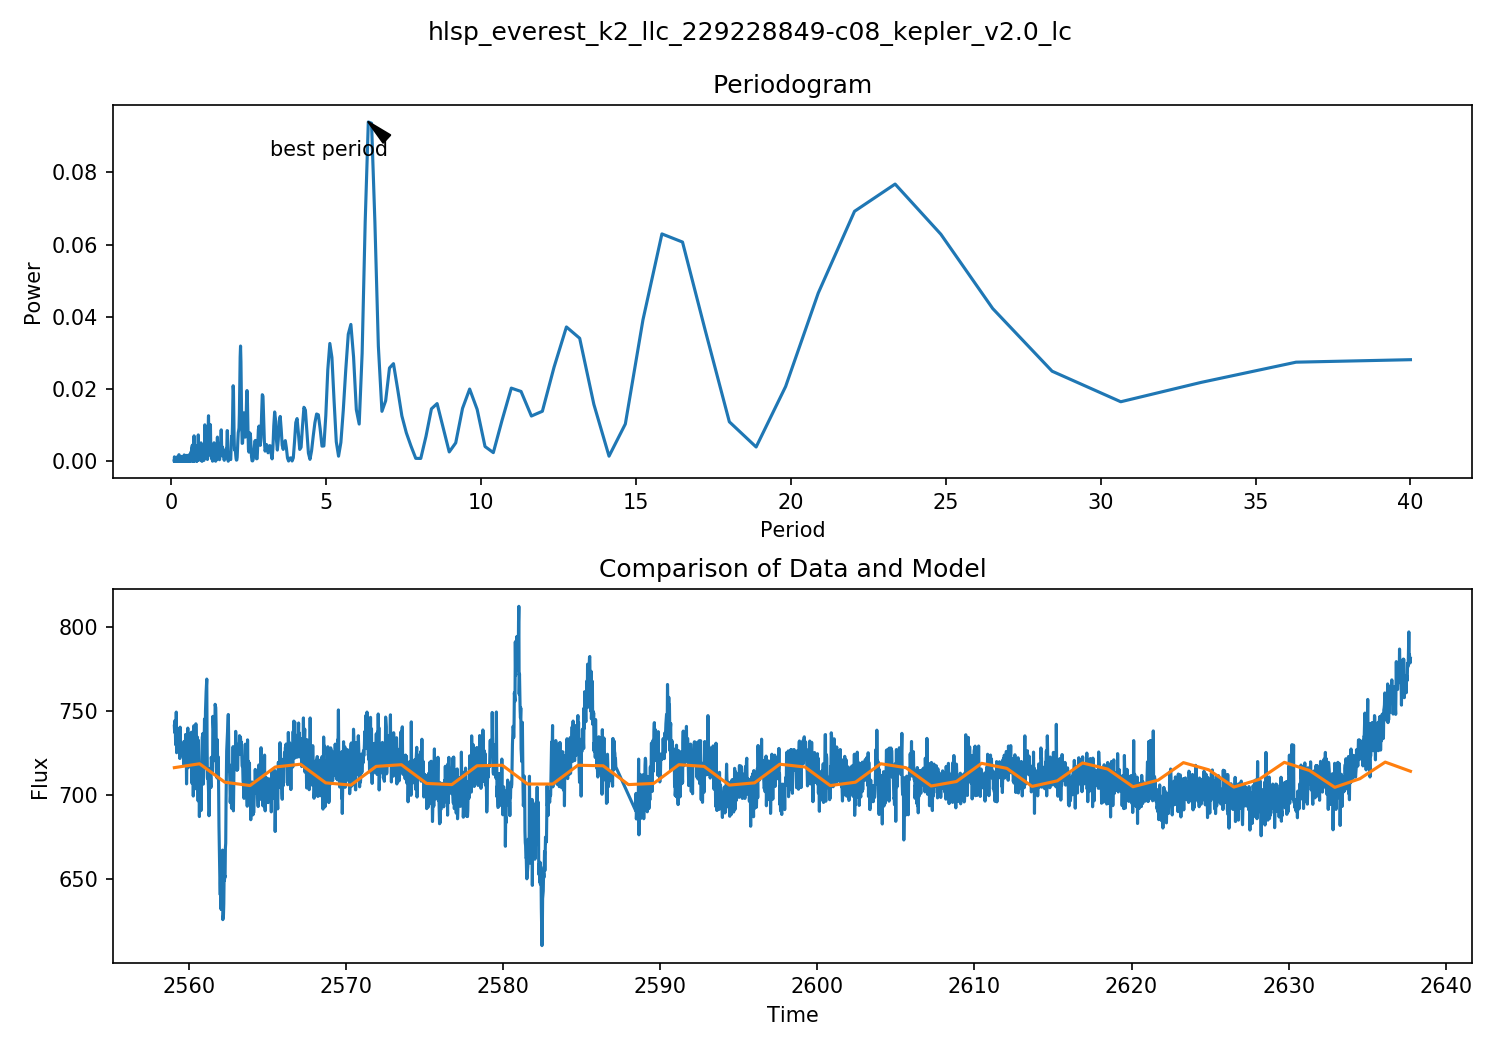 hlsp_everest_k2_llc_229228849-c08_kepler_v2.0_lc
Periodogram
best period
0.08
0.06
0.04
0.02
0.00
Power
0 5 10 15 20 25 30 35 40
Period
Comparison of Data and Model
800
750
700
650
Flux
2560 2570 2580 2590 2600 2610 2620 2630 2640
Time